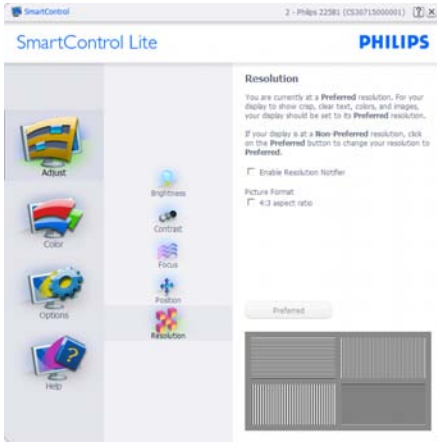 SmartControl
2 - Philips 225B1 (CS30715000001)
SmartControl Lite
PHILIPS
Adjust
Color
Options
Help
Brightness
Contrast
Focus
Position
Resolution
Resolution
You are currently at a Preferred resolution. For your
display to show crisp, clear text, colors, and images,
your display should be set to its Preferred resolution.
If your display is at a Non-Preferred resolution, click
on the Preferred button to change your resolution to
Preferred.
Enable Resolution Notifier
Picture Format
4:3 aspect ratio
Preferred